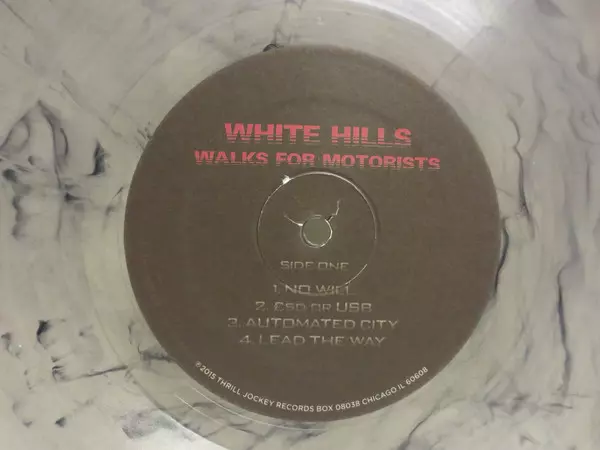 WHITE HILLS
WALKS FOR MOTORISTS
SIDE ONE
1. NO WILL
2. £SD OR USB
3. AUTOMATED CITY
4. LEAD THE WAY
©2015 THRILL JOCKEY RECORDS BOX 08038 CHICAGO IL 60608